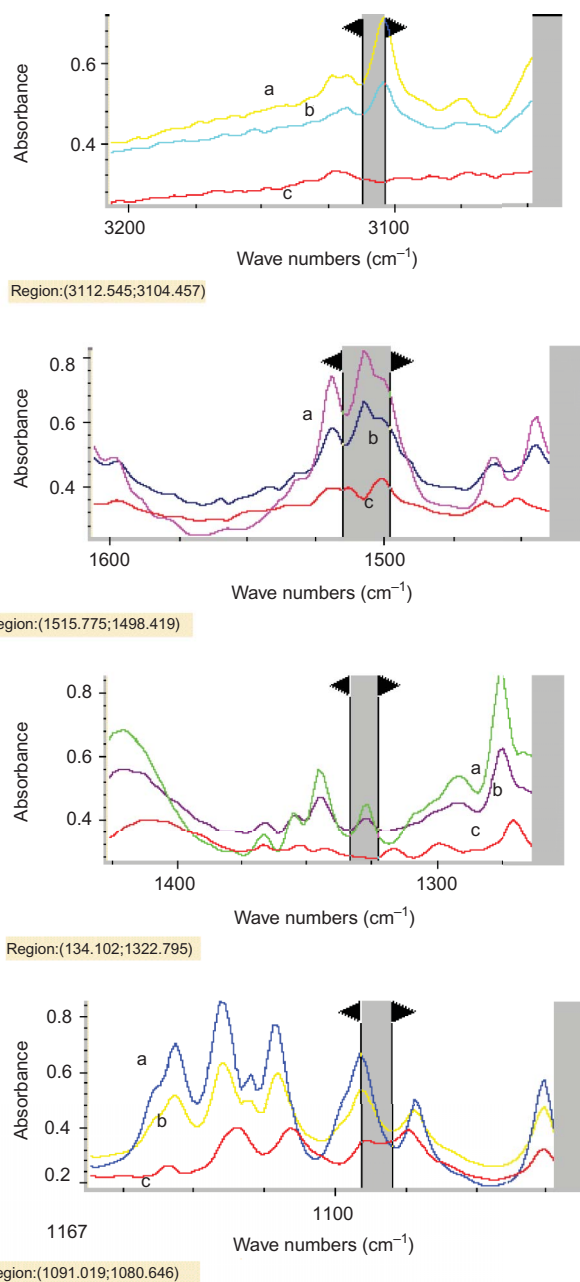 0.6
0.4
Absorbance
a
b
c
3200
3100
Wave numbers (cm⁻¹)
Region:(3112.545;3104.457)
0.8
0.6
0.4
Absorbance
a
b
c
1600
1500
Wave numbers (cm⁻¹)
egion:(1515.775;1498.419)
0.8
0.6
0.4
Absorbance
a
b
c
1400
1300
Wave numbers (cm⁻¹)
Region:(134.102;1322.795)
0.8
0.6
0.4
0.2
Absorbance
a
b
c
1167
1100
Wave numbers (cm⁻¹)
egion:(1091.019;1080.646)